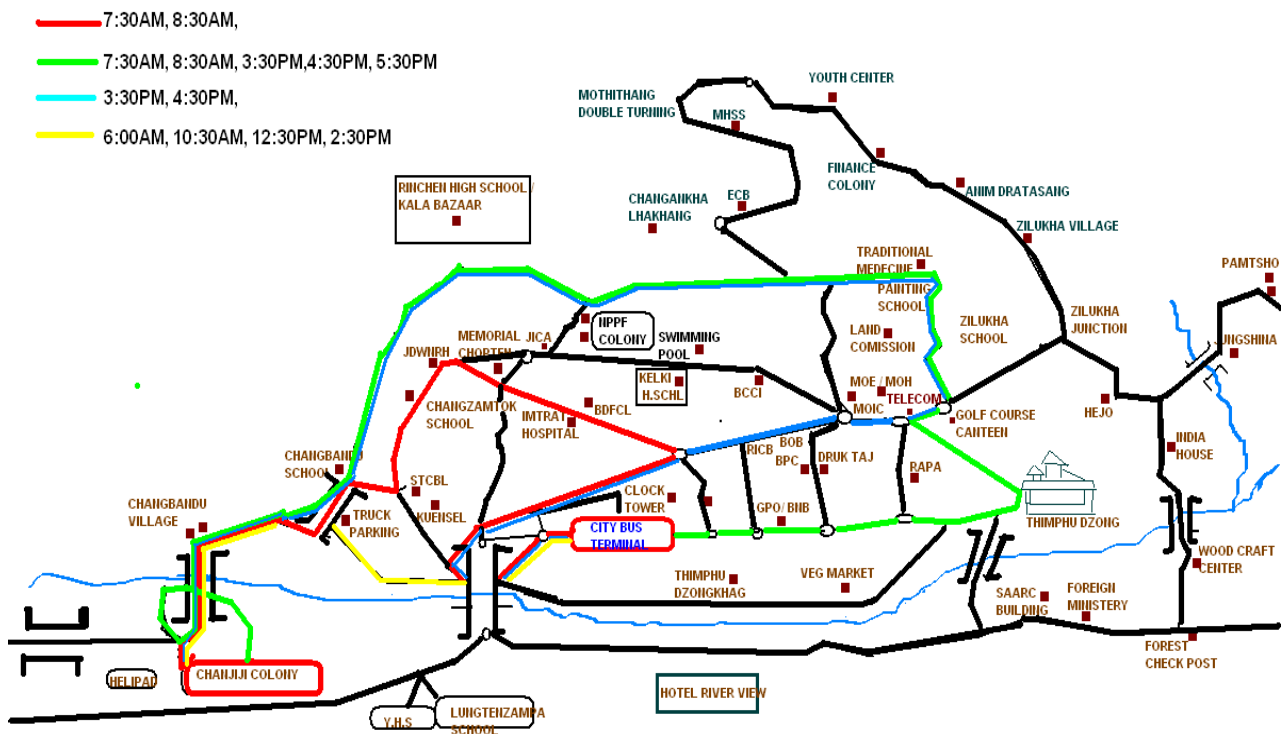 7:30AM, 8:30AM,
7:30AM, 8:30AM, 3:30PM,4:30PM, 5:30PM
3:30PM, 4:30PM,
6:00AM, 10:30AM, 12:30PM, 2:30PM
YOUTH CENTER
MOTHITHANG
DOUBLE TURNING
MHSS
FINANCE
COLONY
ANIM DRATASANG
RINCHEN HIGH SCHOOL /
KALA BAZAAR
CHANGANKHA
LHAKHANG
ECB
ZILUKHA VILLAGE
TRADITIONAL
MEDECINE
PAINTING
SCHOOL
PAMTSHO
ZILUKHA
JUNCTION
ZILUKHA
SCHOOL
LAND
COMISSION
NPPF
COLONY
SWIMMING
POOL
MEMORIAL
CHORTEN
JICA
JDWNRH
JUNGSHINA
KELKI
H.SCHL
BCCI
MOE / MOH
TELECOM
MOIC
HEJO
GOLF COURSE
CANTEEN
CHANGZAMTOK
SCHOOL
IMTRAT
HOSPITAL
BDFCL
INDIA
HOUSE
CHANGBANDU
SCHOOL
RICB
BOB
BPC
DRUK TAJ
RAPA
STCBL
KUENSEL
CLOCK
TOWER
GPO/ BNB
CHANGBANDU
VILLAGE
TRUCK
PARKING
CITY BUS
TERMINAL
THIMPHU DZONG
WOOD CRAFT
CENTER
THIMPHU
DZONGKHAG
VEG MARKET
SAARC
BUILDING
FOREIGN
MINISTERY
FOREST
CHECK POST
HELIPAD
CHANJIJI COLONY
HOTEL RIVER VIEW
Y.H.S
LUNGTENZAMPA
SCHOOL